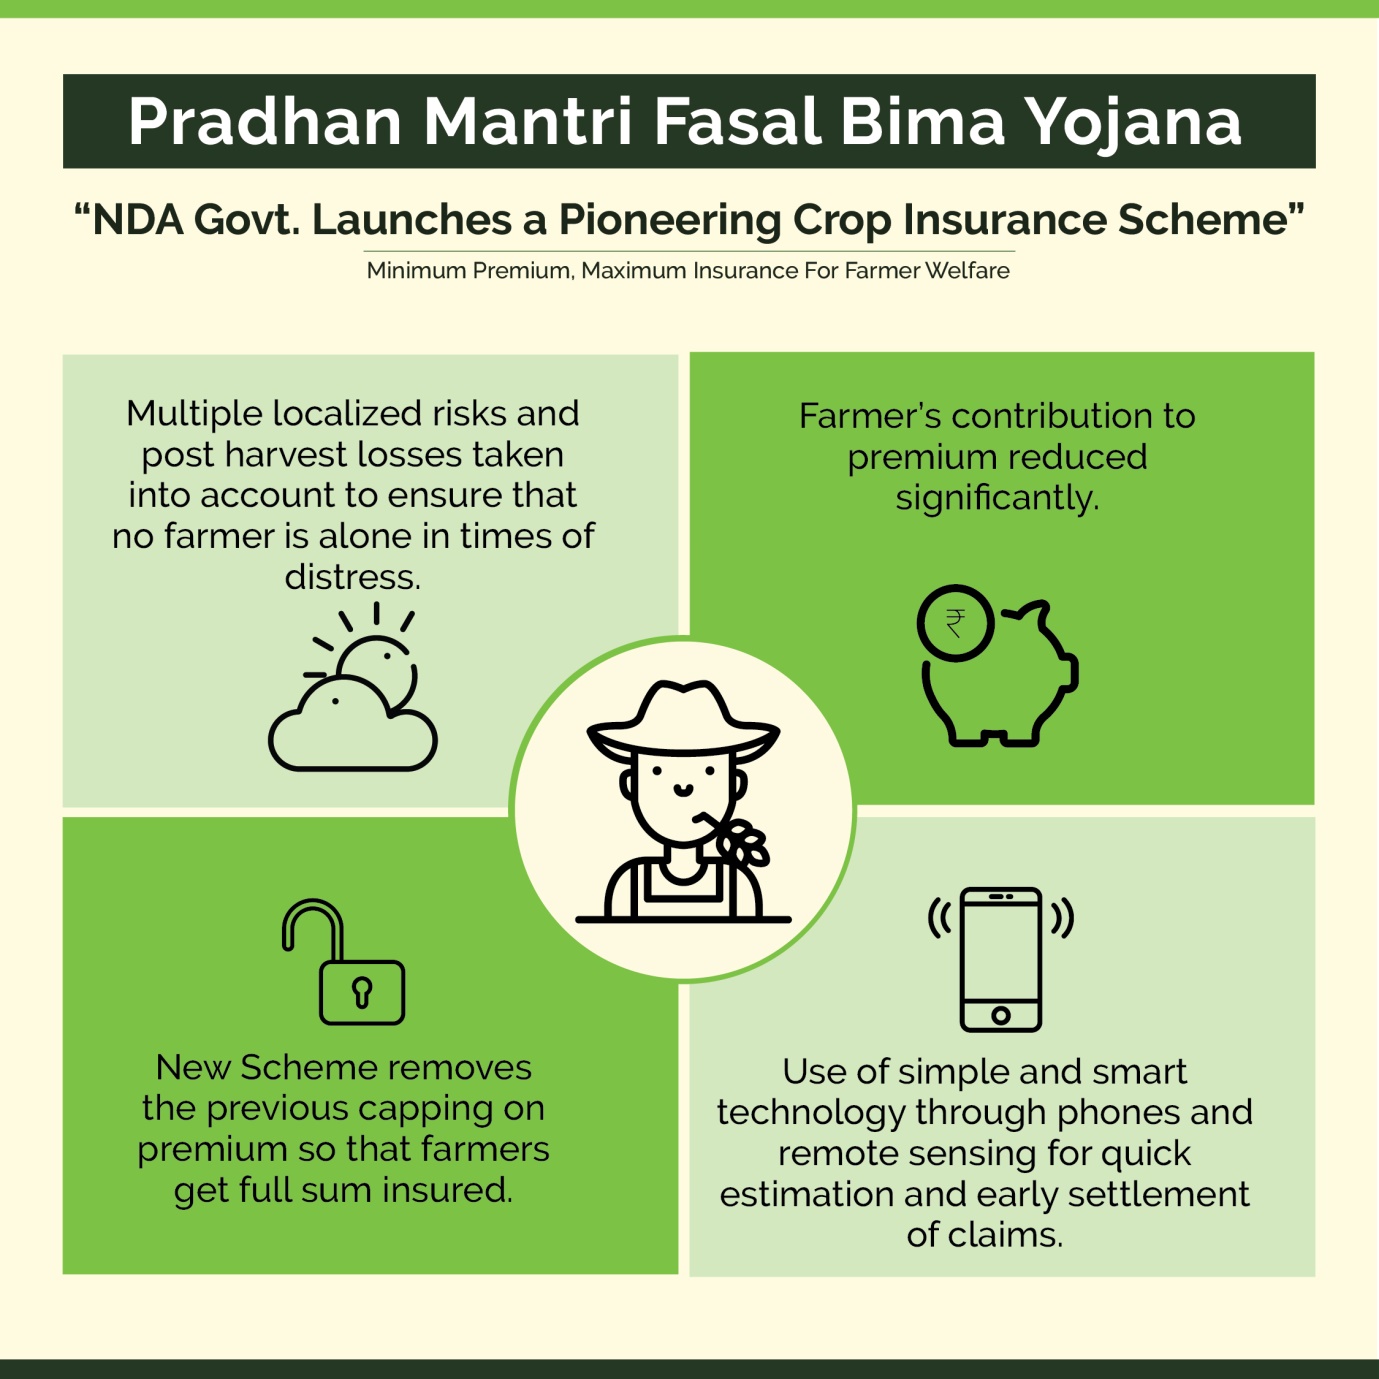 Pradhan Mantri Fasal Bima Yojana
“NDA Govt. Launches a Pioneering Crop Insurance Scheme”
Minimum Premium, Maximum Insurance For Farmer Welfare
Multiple localized risks and
post harvest losses taken
into account to ensure that
no farmer is alone in times of
distress.
Farmer’s contribution to
premium reduced
significantly.
₹
New Scheme removes
the previous capping on
premium so that farmers
get full sum insured.
Use of simple and smart
technology through phones and
remote sensing for quick
estimation and early settlement
of claims.